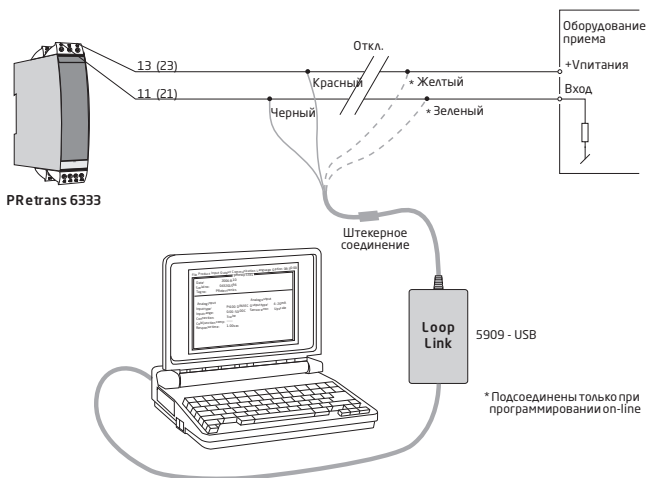 Оборудование
приема
Откл.
+Vпитания
13 (23)
Красный
* Желтый
Вход
11 (21)
Черный
* Зеленый
PRetrans 6333
Штекерное
соединение
Loop
Link
5909 - USB
* Подсоединены только при
программировании on-line